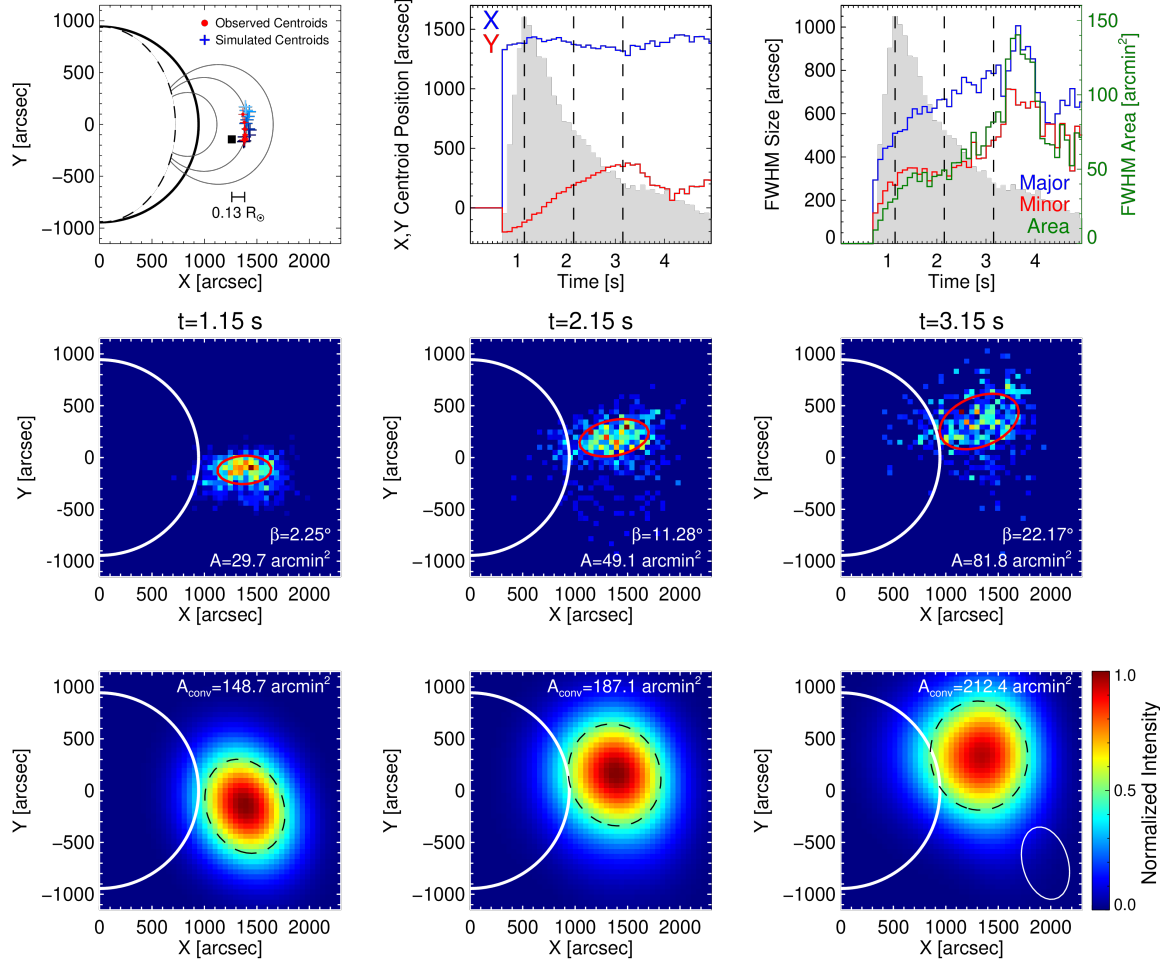 Observed Centroids
Simulated Centroids
0.13 R☉
Y [arcsec]
1000
500
0
−500
−1000
0 500 1000 1500 2000
X [arcsec]
X
Y
X,Y Centroid Position [arcsec]
1500
1000
500
0
1 2 3 4
Time [s]
FWHM Size [arcsec]
1000
800
600
400
200
0
1 2 3 4
Time [s]
Major
Minor
Area
150
100
50
0
FWHM Area [arcmin²]
t=1.15 s
Y [arcsec]
1000
500
0
−500
-1000
β=2.25°
A=29.7 arcmin²
0 500 1000 1500 2000
X [arcsec]
t=2.15 s
Y [arcsec]
1000
500
0
−500
−1000
β=11.28°
A=49.1 arcmin²
0 500 1000 1500 2000
X [arcsec]
t=3.15 s
Y [arcsec]
1000
500
0
−500
−1000
β=22.17°
A=81.8 arcmin²
0 500 1000 1500 2000
X [arcsec]
A_conv=148.7 arcmin²
Y [arcsec]
1000
500
0
−500
−1000
0 500 1000 1500 2000
X [arcsec]
A_conv=187.1 arcmin²
Y [arcsec]
1000
500
0
−500
−1000
0 500 1000 1500 2000
X [arcsec]
A_conv=212.4 arcmin²
Y [arcsec]
1000
500
0
−500
−1000
0 500 1000 1500 2000
X [arcsec]
1.0
0.5
0.0
Normalized Intensity